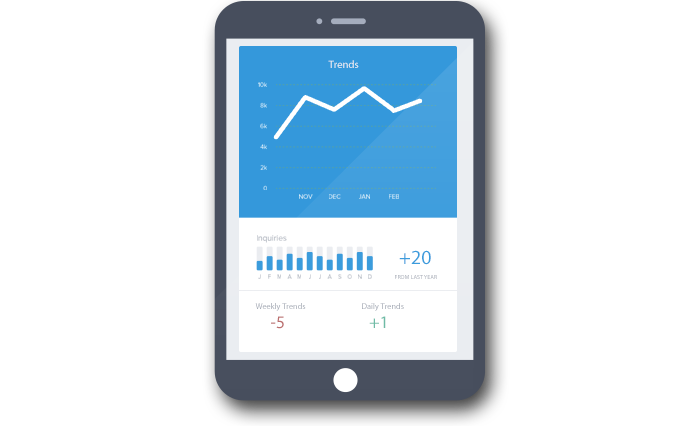 Trends
10k
8k
6k
4k
2k
0
NOV DEC JAN FEB
Inquiries
J F M A N J J A S O N D
+20
FROM LAST YEAR
Weekly Trends Daily Trends
-5 +1